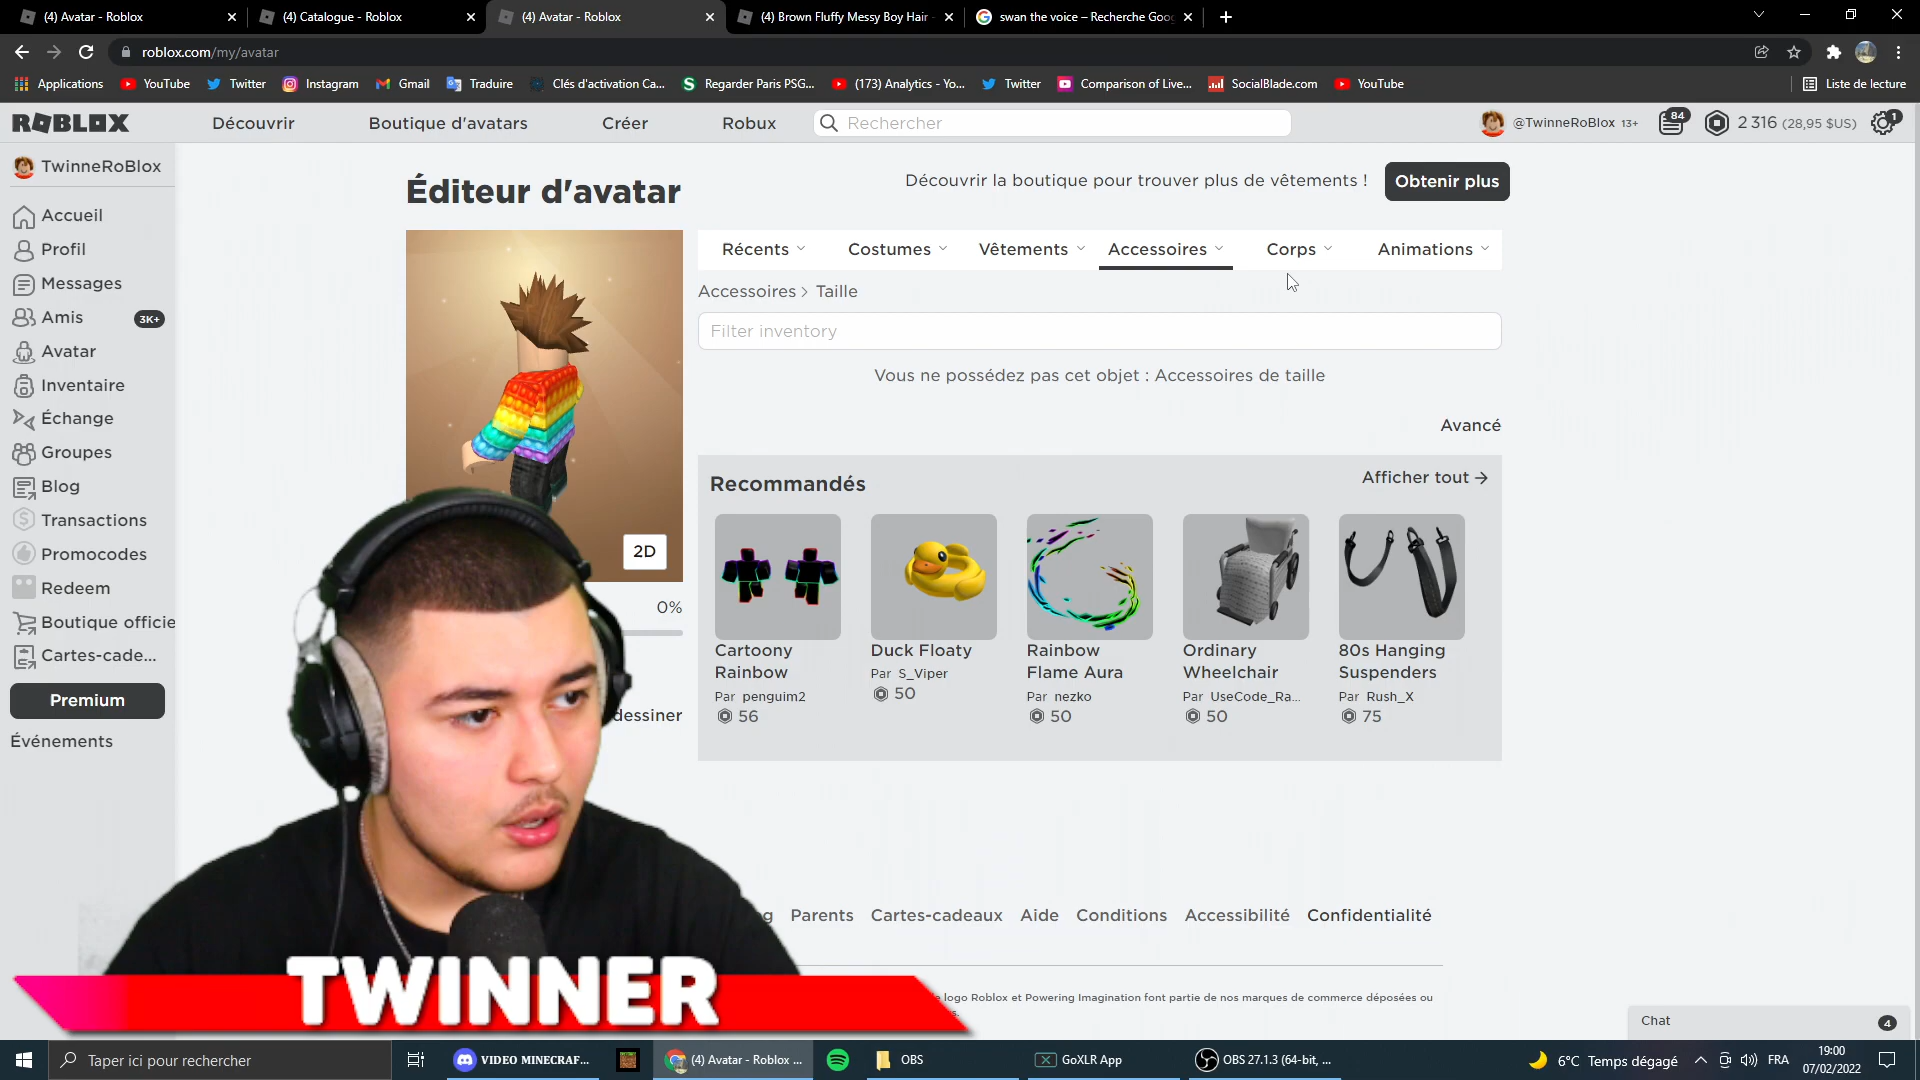 (4) Avatar - Roblox
(4) Catalogue - Roblox
(4) Avatar - Roblox
(4) Brown Fluffy Messy Boy Hair -
swan the voice – Recherche Goo
roblox.com/my/avatar
Applications
YouTube
Twitter
Instagram
Gmail
Traduire
Clés d'activation Ca...
Regarder Paris PSG...
(173) Analytics - Yo...
Twitter
Comparison of Live...
SocialBlade.com
YouTube
Liste de lecture
ROBLOX
Découvrir
Boutique d'avatars
Créer
Robux
Rechercher
@TwinneRoBlox 13+
84
2 316 (28,95 $US)
1
TwinneRoBlox
Accueil
Profil
Messages
Amis 3K+
Avatar
Inventaire
Échange
Groupes
Blog
Transactions
Promocodes
Redeem
Boutique officie
Cartes-cade...
Premium
Événements
Éditeur d'avatar
Découvrir la boutique pour trouver plus de vêtements !
Obtenir plus
2D
0%
dessiner
Récents
Costumes
Vêtements
Accessoires
Corps
Animations
Accessoires > Taille
Filter inventory
Vous ne possédez pas cet objet : Accessoires de taille
Avancé
Recommandés
Afficher tout →
Cartoony
Rainbow
Par penguim2
56
Duck Floaty
Par S_Viper
50
Rainbow
Flame Aura
Par nezko
50
Ordinary
Wheelchair
Par UseCode_Ra...
50
80s Hanging
Suspenders
Par Rush_X
75
Parents
Cartes-cadeaux
Aide
Conditions
Accessibilité
Confidentialité
logo Roblox et Powering Imagination font partie de nos marques de commerce déposées ou
TWINNER
Chat
4
Taper ici pour rechercher
VIDEO MINECRAF...
(4) Avatar - Roblox ...
OBS
GoXLR App
OBS 27.1.3 (64-bit, ...
6°C Temps dégagé
FRA
19:00
07/02/2022